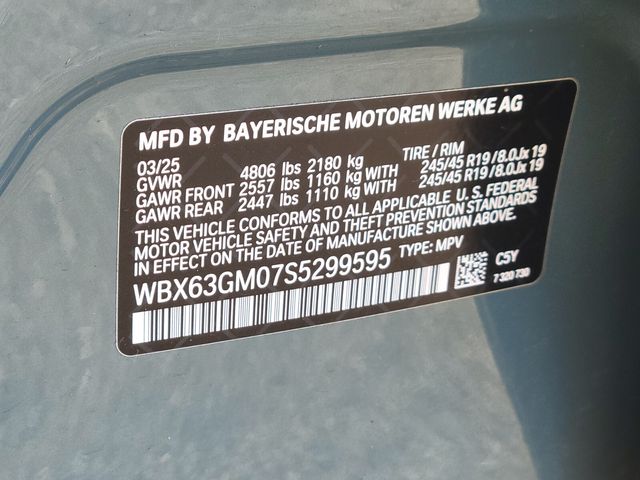 MFD BY BAYERISCHE MOTOREN WERKE AG
03/25
GVWR 4806 lbs 2180 kg TIRE / RIM
GAWR FRONT 2557 lbs 1160 kg WITH 245/45 R19 / 8.0Jx 19
GAWR REAR 2447 lbs 1110 kg WITH 245/45 R19 / 8.0Jx 19
THIS VEHICLE CONFORMS TO ALL APPLICABLE U. S. FEDERAL
MOTOR VEHICLE SAFETY AND THEFT PREVENTION STANDARDS
IN EFFECT ON THE DATE OF MANUFACTURE SHOWN ABOVE.
WBX63GM07S5299595 TYPE: MPV
C5Y
7 320 730